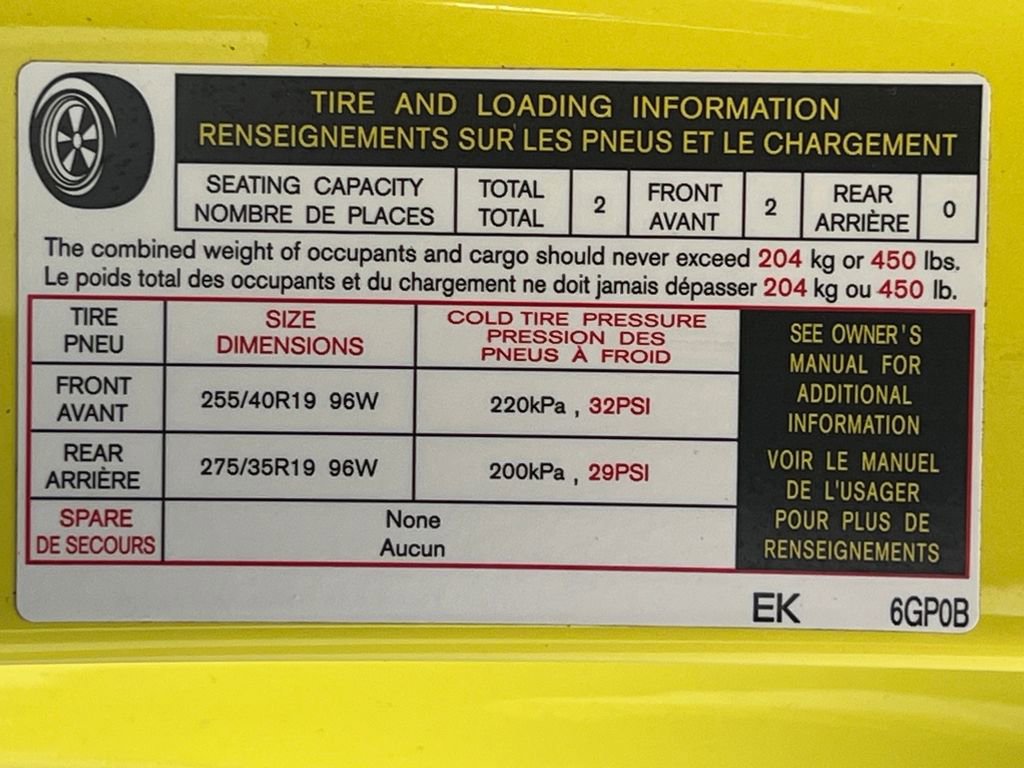 TIRE AND LOADING INFORMATION
RENSEIGNEMENTS SUR LES PNEUS ET LE CHARGEMENT
SEATING CAPACITY
NOMBRE DE PLACES
TOTAL
TOTAL
2
FRONT
AVANT
2
REAR
ARRIÈRE
0
The combined weight of occupants and cargo should never exceed 204 kg or 450 lbs.
Le poids total des occupants et du chargement ne doit jamais dépasser 204 kg ou 450 lb.
TIRE
PNEU
SIZE
DIMENSIONS
COLD TIRE PRESSURE
PRESSION DES
PNEUS À FROID
FRONT
AVANT
255/40R19 96W
220kPa , 32PSI
REAR
ARRIÈRE
275/35R19 96W
200kPa , 29PSI
SPARE
DE SECOURS
None
Aucun
SEE OWNER'S
MANUAL FOR
ADDITIONAL
INFORMATION
VOIR LE MANUEL
DE L'USAGER
POUR PLUS DE
RENSEIGNEMENTS
EK 6GP0B